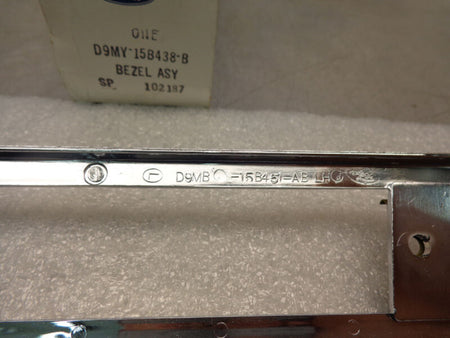 ONE
D9MY-15B438-B
BEZEL ASY
SP. 102187
D9MB -15B451-AB LH